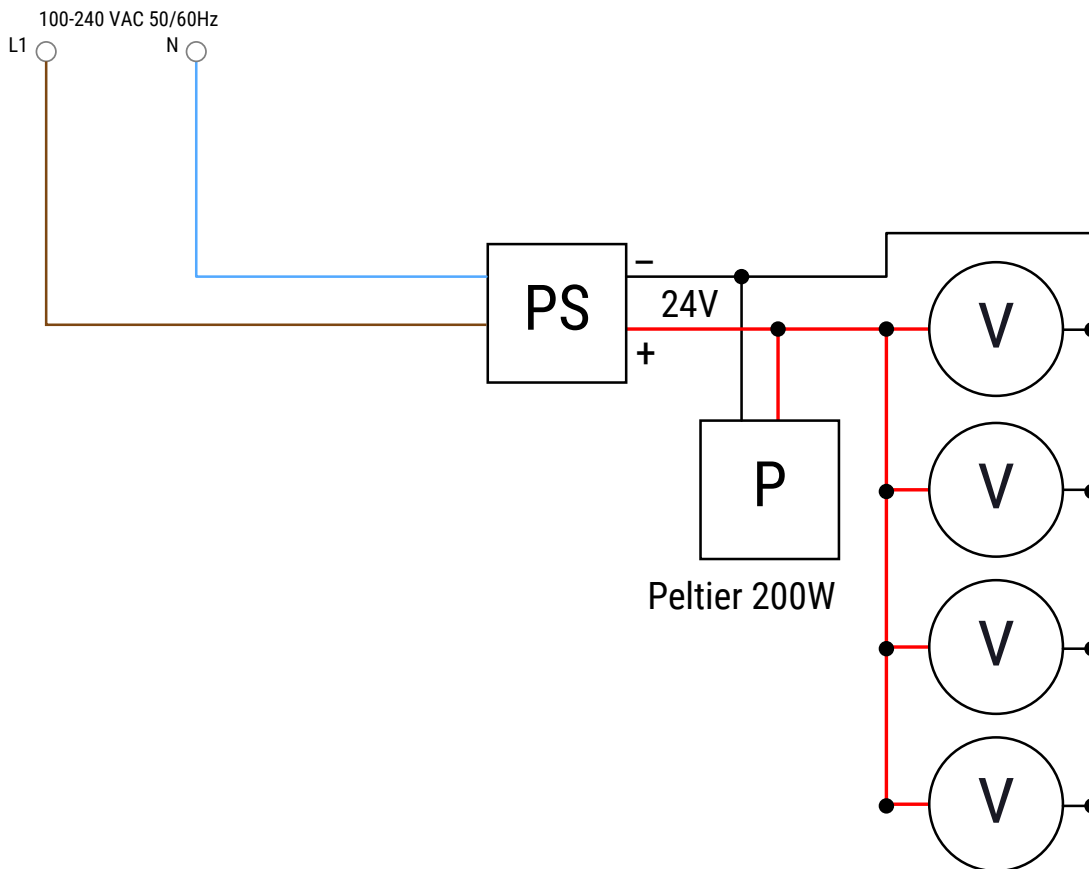 100-240 VAC 50/60Hz
L1
N
–
PS
24V
+
V
V
P
Peltier 200W
V
V